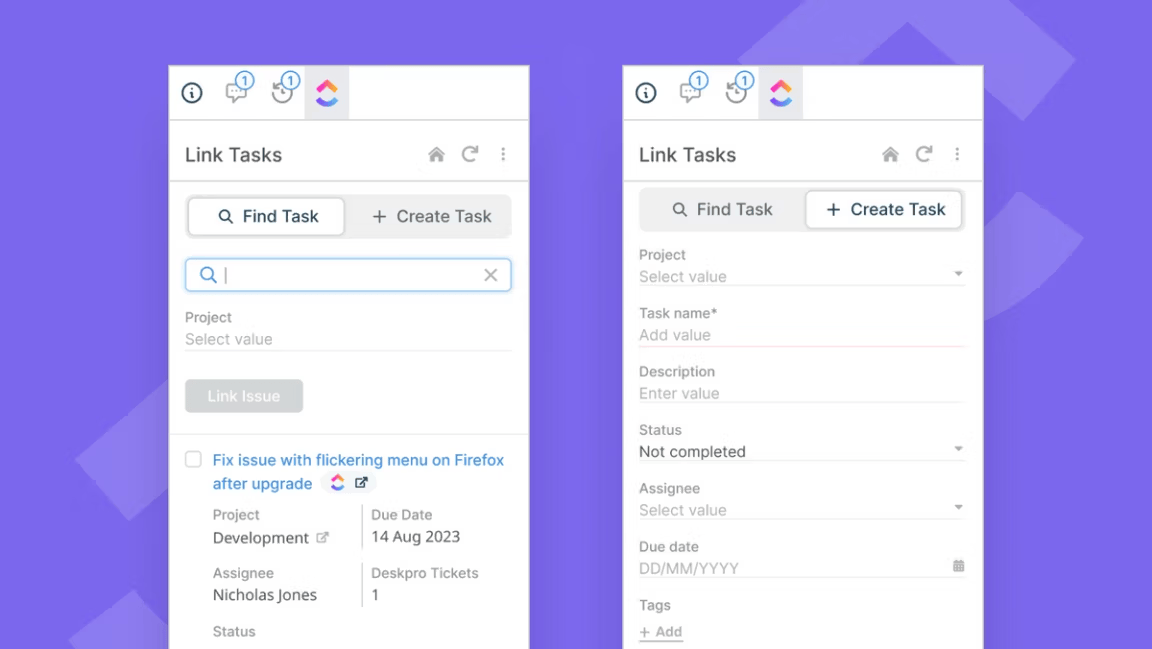 1
1
Link Tasks
Find Task
+ Create Task
Project
Select value
Link Issue
Fix issue with flickering menu on Firefox
after upgrade
Project
Development
Due Date
14 Aug 2023
Assignee
Nicholas Jones
Deskpro Tickets
1
Status
1
1
Link Tasks
Find Task
+ Create Task
Project
Select value
Task name*
Add value
Description
Enter value
Status
Not completed
Assignee
Select value
Due date
DD/MM/YYYY
Tags
+ Add